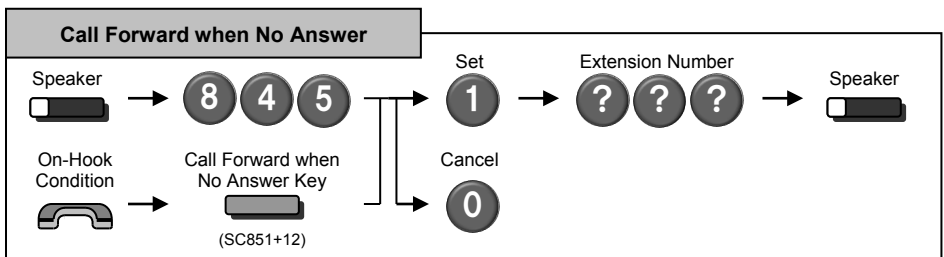 Call Forward when No Answer
Speaker
8 4 5
Set
1
Extension Number
? ? ?
Speaker
On-Hook
Condition
Call Forward when
No Answer Key
(SC851+12)
Cancel
0